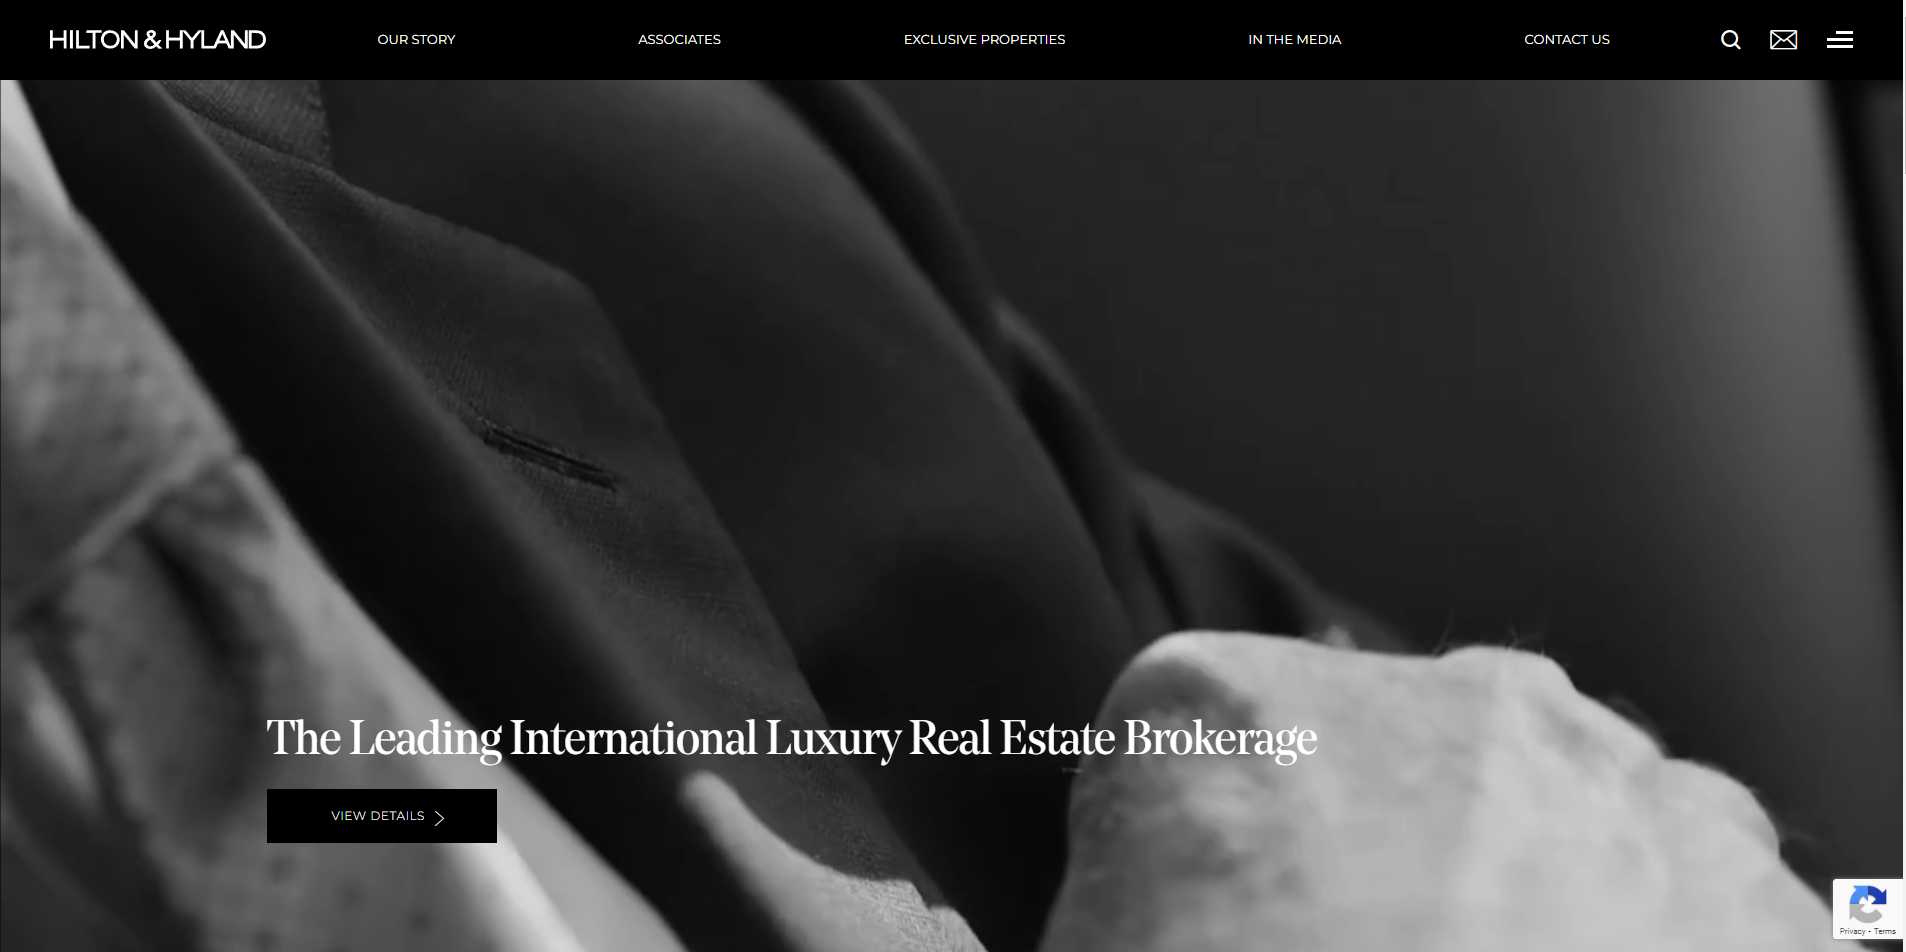 HILTON & HYLAND
OUR STORY
ASSOCIATES
EXCLUSIVE PROPERTIES
IN THE MEDIA
CONTACT US
The Leading International Luxury Real Estate Brokerage
VIEW DETAILS
Privacy - Terms